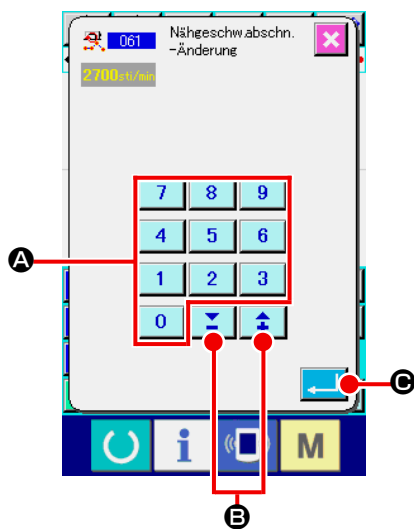 061
Nähgeschw.abschn.
-Änderung
2700sti/min
7 8 9
4 5 6
1 2 3
0
A
B
C
i
M